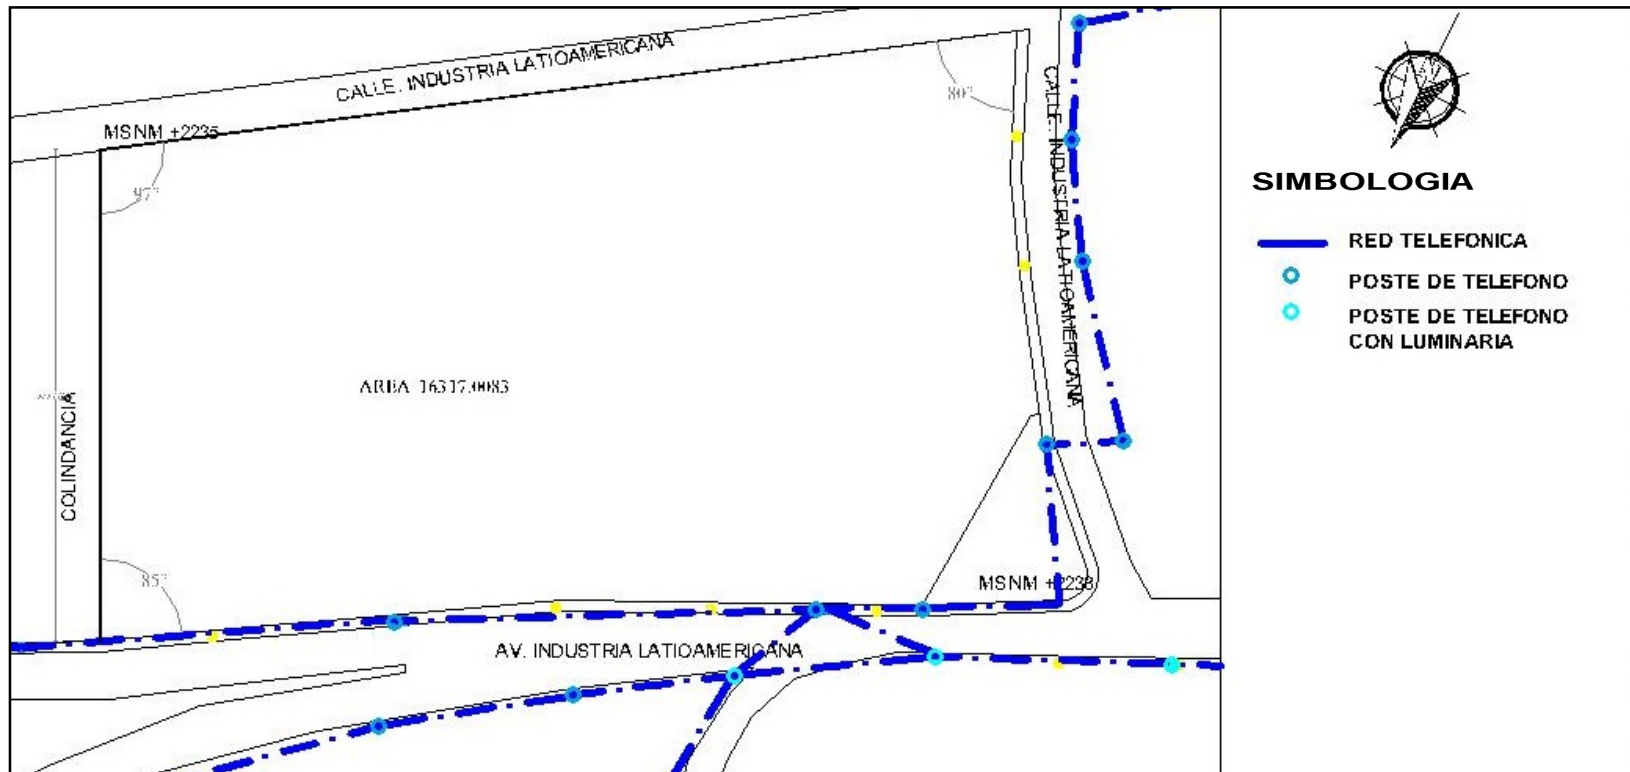 CALLE. INDUSTRIA LATIOAMERICANA
MSNM +2235
97°
80°
CALLE. INDUSTRIA LATIOAMERICANA
COLINDANCIA
AREA 16317.0083
85°
MSNM +2238
AV. INDUSTRIA LATIOAMERICANA
SIMBOLOGIA
RED TELEFONICA
POSTE DE TELEFONO
POSTE DE TELEFONO
CON LUMINARIA